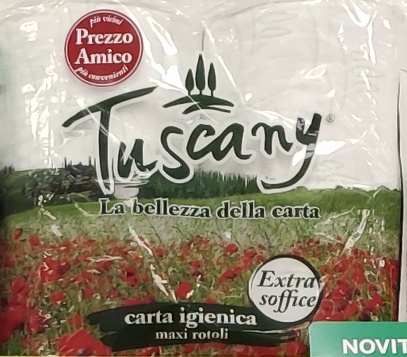 più vicini
Prezzo
Amico
più convenienti
Tuscany®
La bellezza della carta
Extra
soffice
carta igienica
maxi rotoli
NOVIT